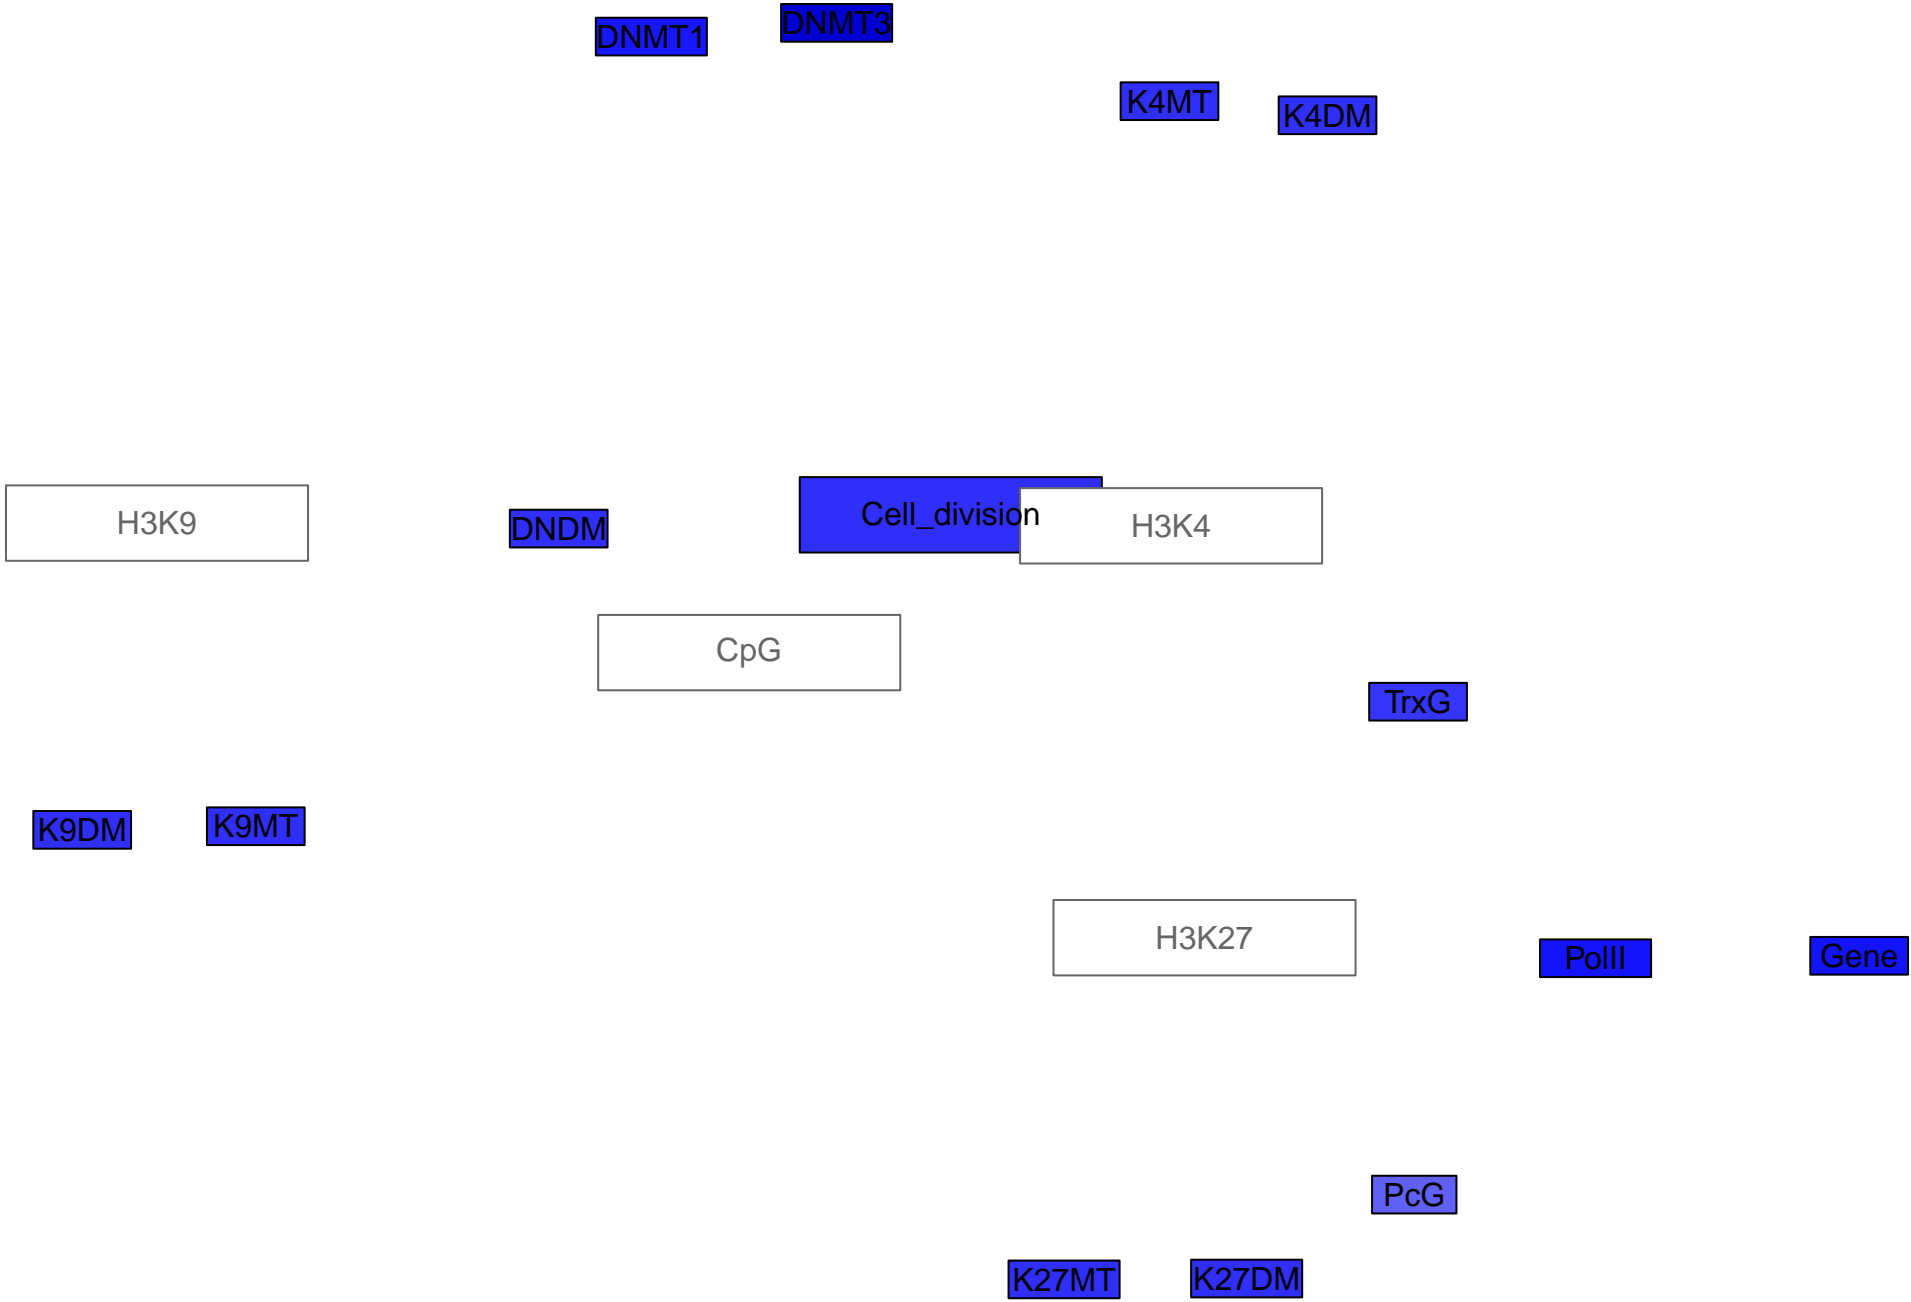 DNMT1
DNMT3
K4MT
K4DM
H3K9
DNDM
Cell_division
H3K4
CpG
TrxG
K9DM
K9MT
H3K27
PolII
Gene
PcG
K27MT
K27DM